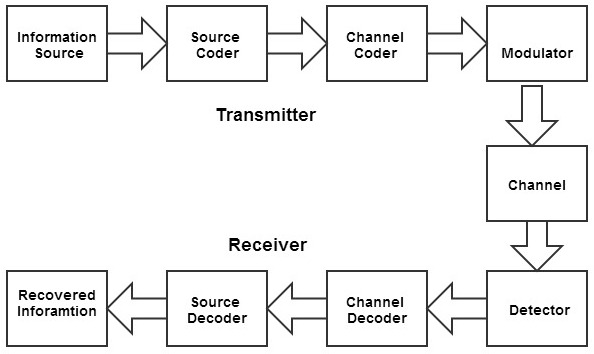 Information
Source
Source
Coder
Channel
Coder
Modulator
Transmitter
Channel
Receiver
Recovered
Inforamtion
Source
Decoder
Channel
Decoder
Detector